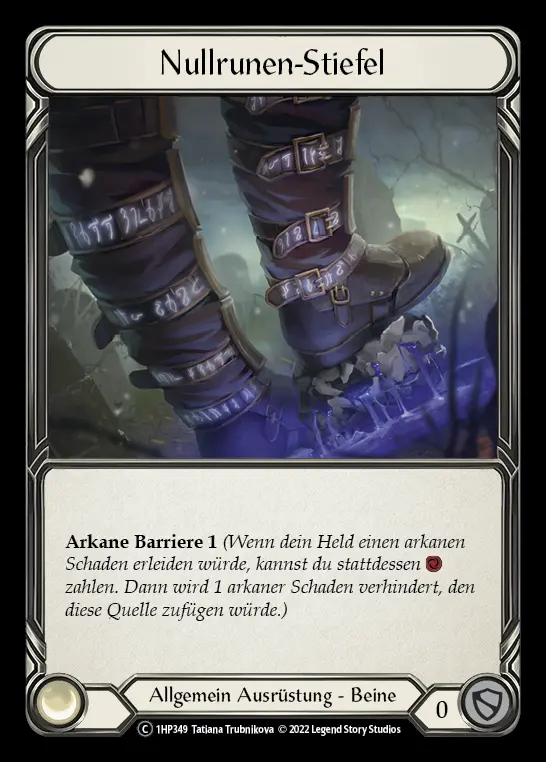 Nullrunen-Stiefel
Arkane Barriere 1 (Wenn dein Held einen arkanen
Schaden erleiden würde, kannst du stattdessen
zahlen. Dann wird 1 arkaner Schaden verhindert, den
diese Quelle zufügen würde.)
Allgemein Ausrüstung - Beine
0
C 1HP349 Tatiana Trubnikova © 2022 Legend Story Studios